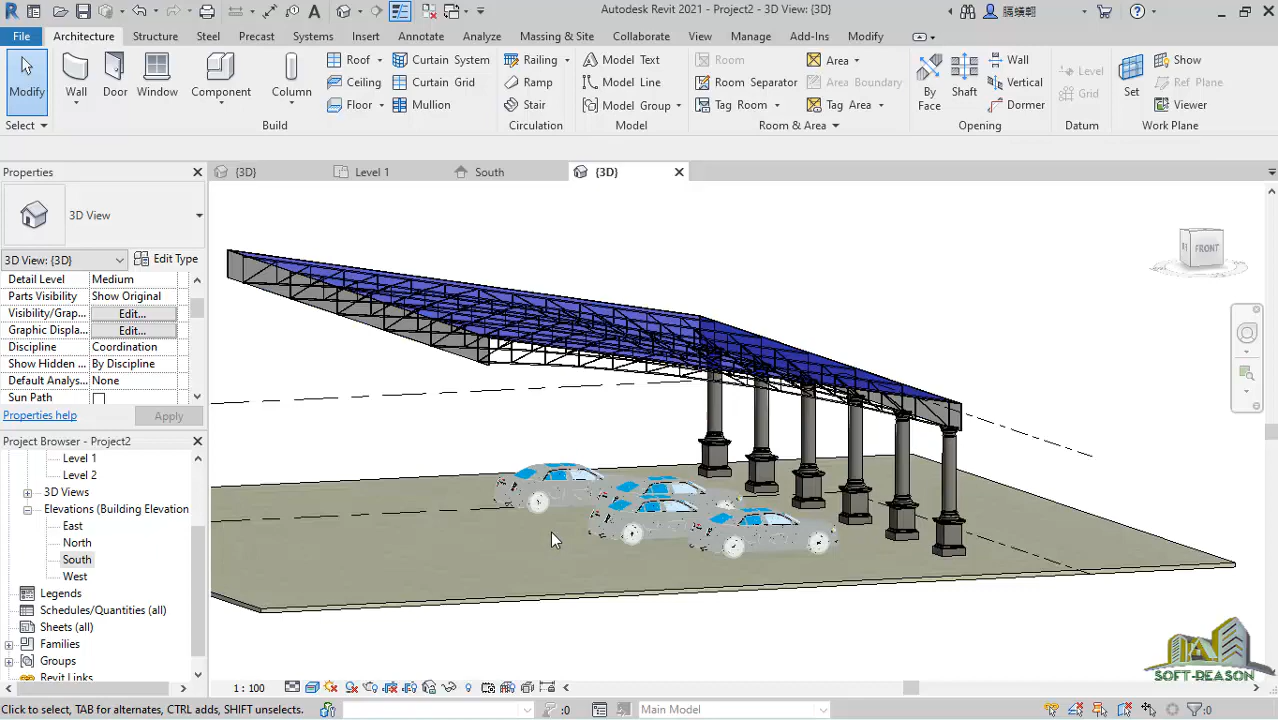 Autodesk Revit 2021 - Project2 - 3D View: {3D}
File Architecture Structure Steel Precast Systems Insert Annotate Analyze Massing & Site Collaborate View Manage Add-Ins Modify
Modify
Select
Wall
Door
Window
Component
Column
Roof
Ceiling
Floor
Curtain System
Curtain Grid
Mullion
Build
Railing
Ramp
Stair
Circulation
Model Text
Model Line
Model Group
Model
Room
Room Separator
Tag Room
Area
Area Boundary
Tag Area
Room & Area
By Face
Shaft
Wall
Vertical
Dormer
Opening
Level
Grid
Datum
Set
Show
Ref Plane
Viewer
Work Plane
Properties
3D View
3D View: {3D}
Edit Type
Detail Level Medium
Parts Visibility Show Original
Visibility/Grap... Edit...
Graphic Displa... Edit...
Discipline Coordination
Show Hidden ... By Discipline
Default Analys... None
Sun Path
Properties help Apply
Project Browser - Project2
Level 1
Level 2
3D Views
Elevations (Building Elevation
East
North
South
West
Legends
Schedules/Quantities (all)
Sheets (all)
Families
Groups
Revit Links
{3D} Level 1 South {3D}
FRONT
SOFT-REASON
1 : 100
Click to select, TAB for alternates, CTRL adds, SHIFT unselects.
:0
Main Model
:0